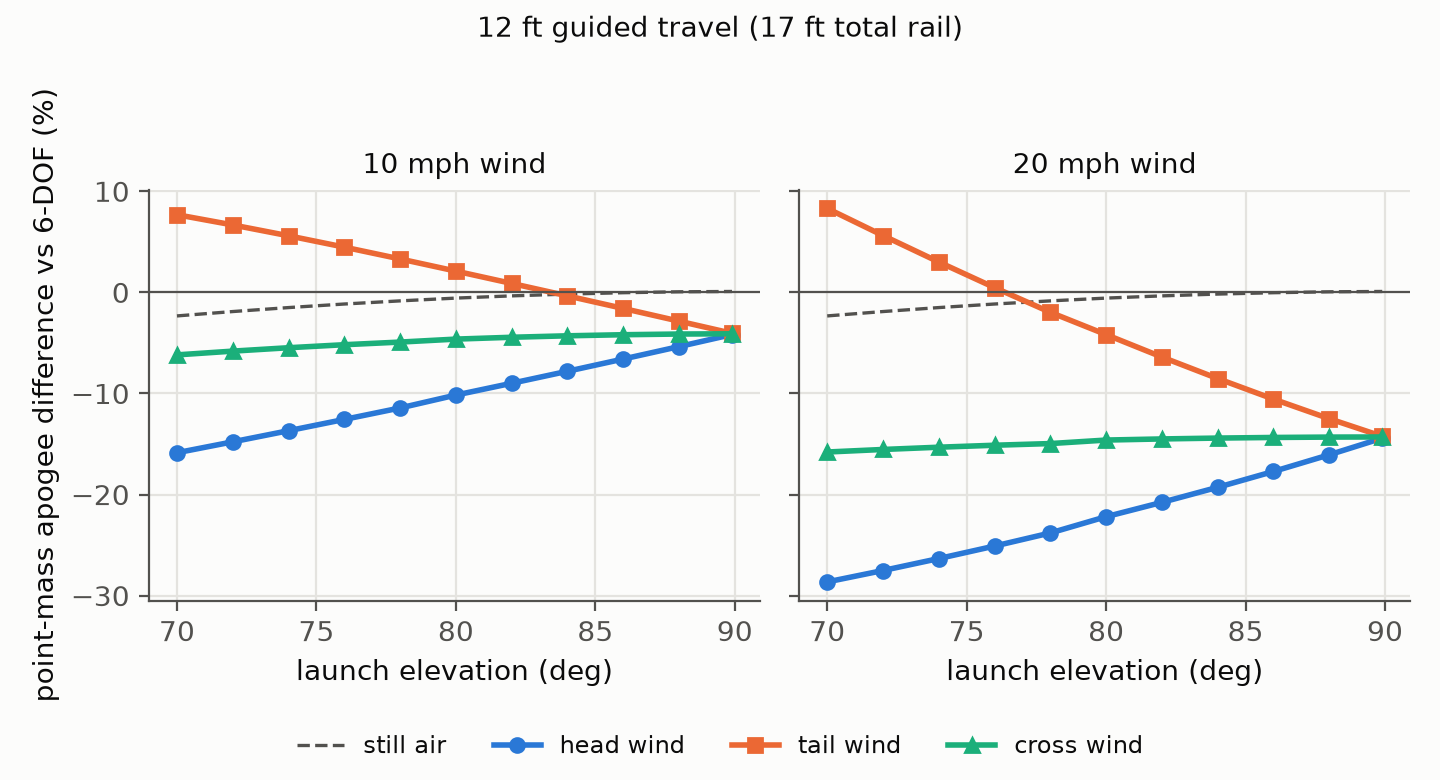 12 ft guided travel (17 ft total rail)
point-mass apogee difference vs 6-DOF (%)
10 mph wind
10
0
−10
−20
−30
70 75 80 85 90
launch elevation (deg)
20 mph wind
70 75 80 85 90
launch elevation (deg)
still air head wind tail wind cross wind